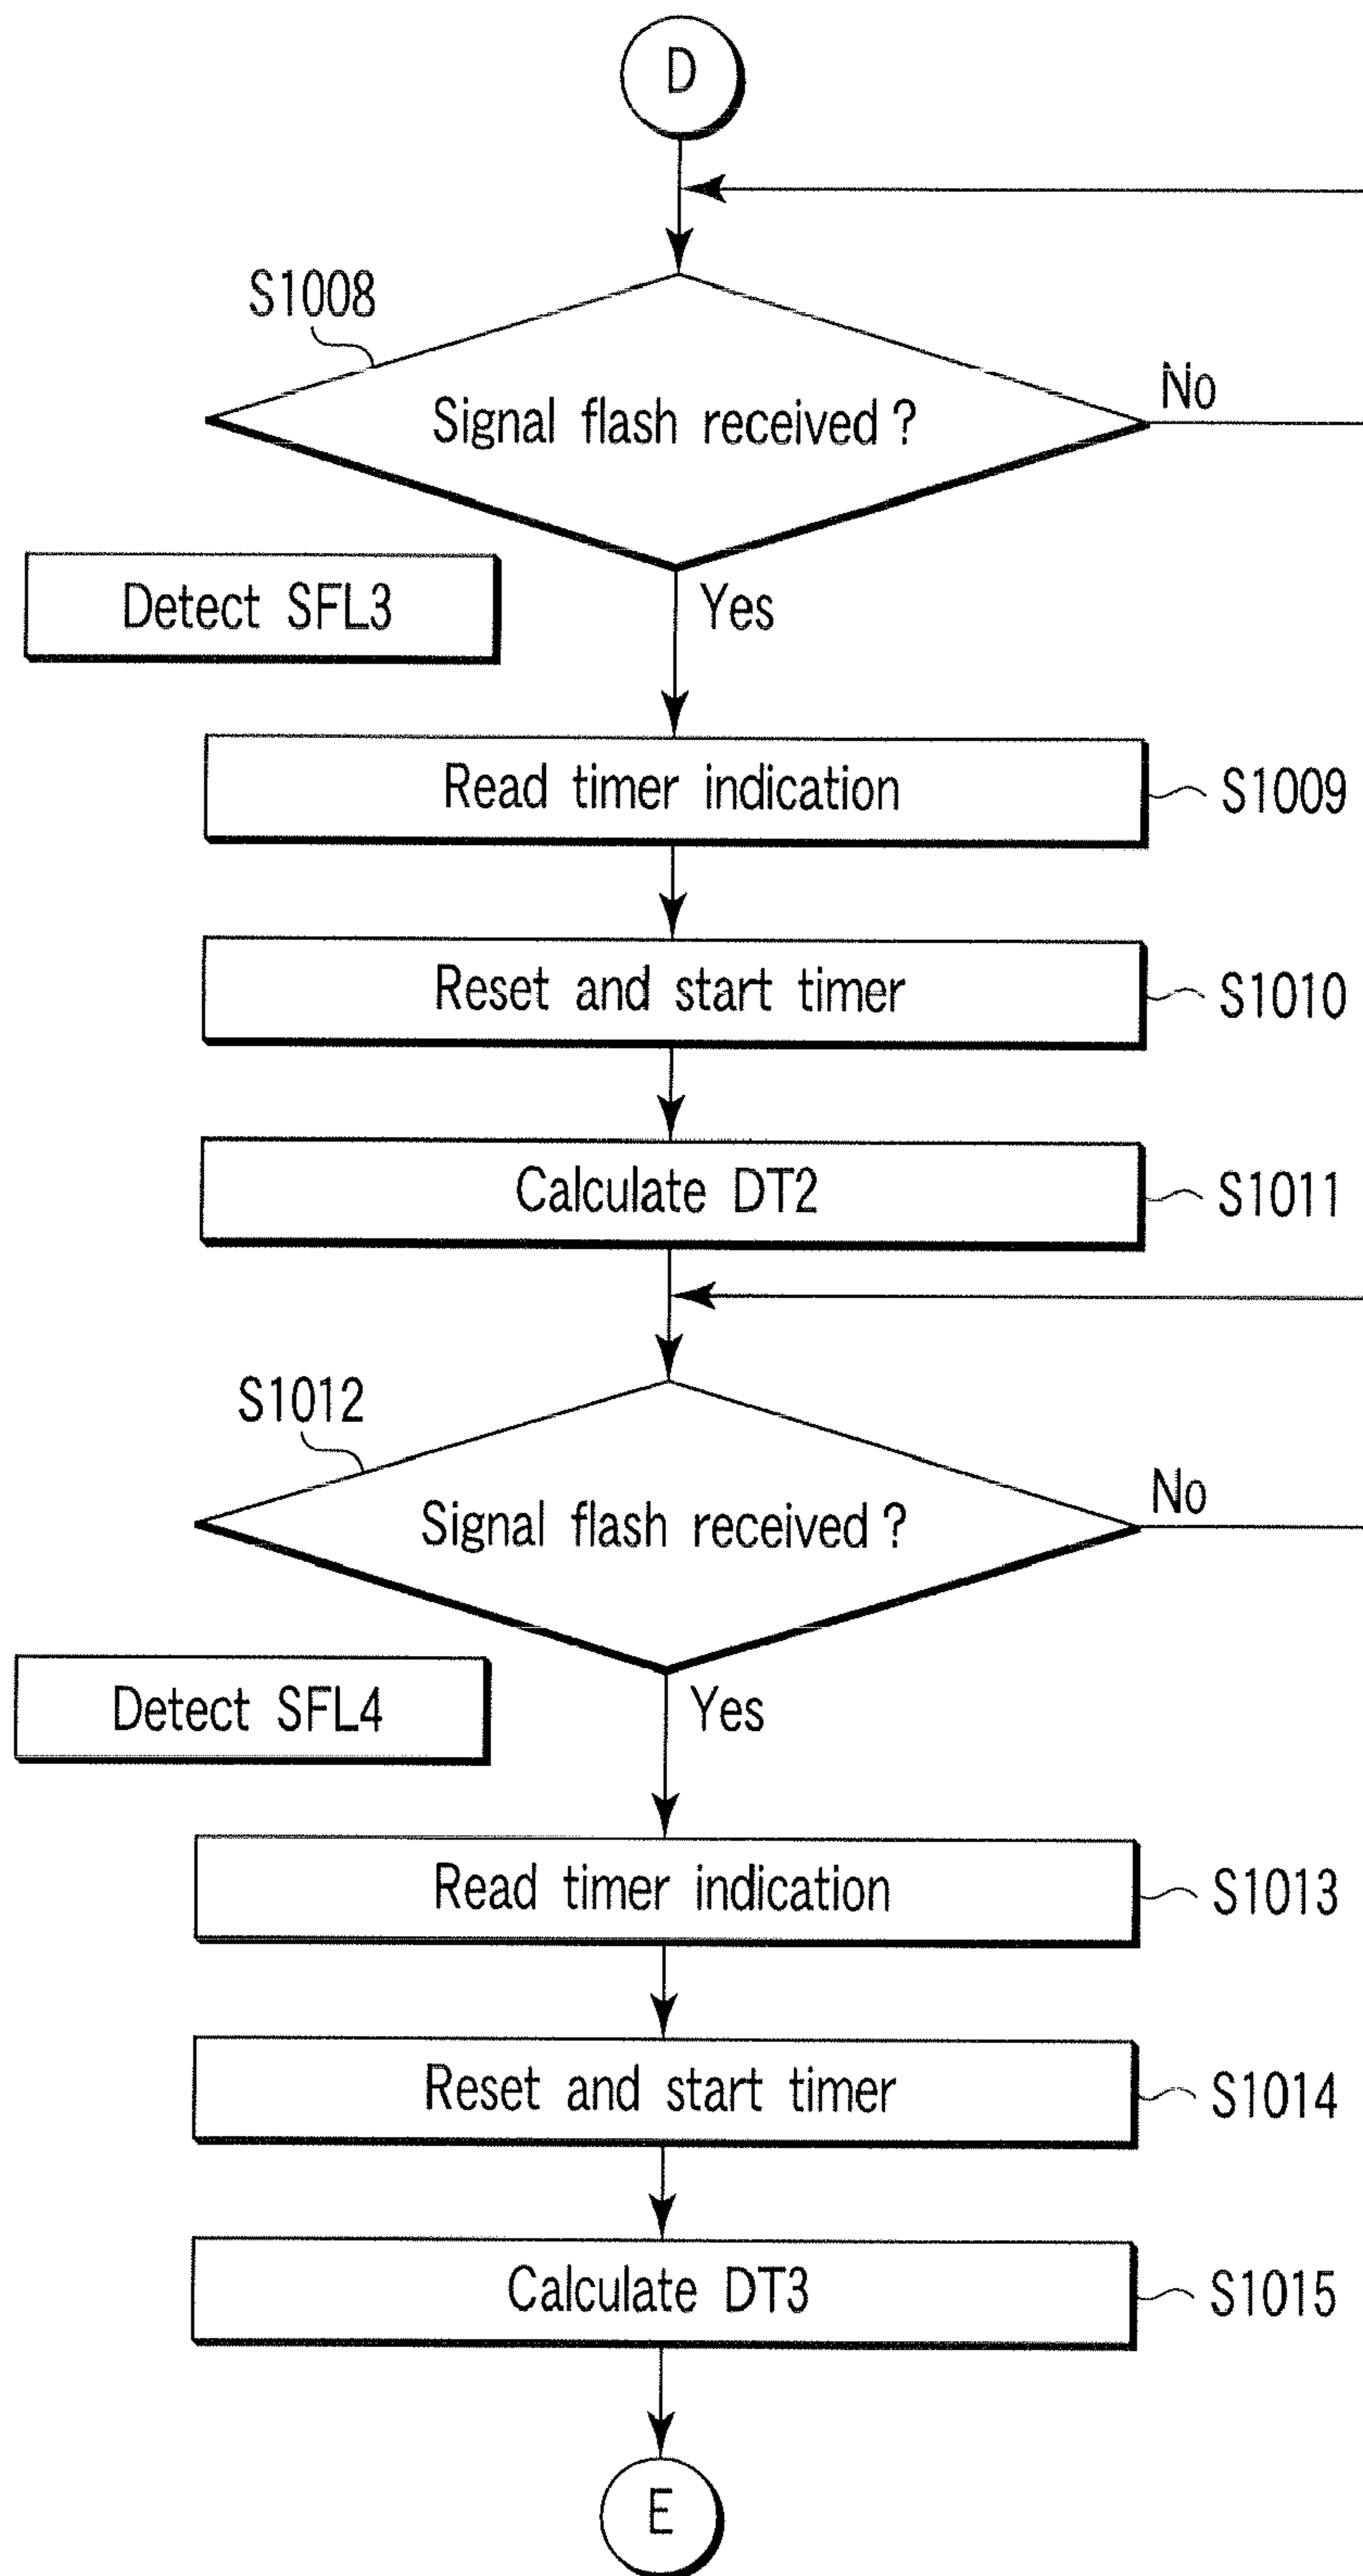 D
S1008
Signal flash received ?
No
Detect SFL3
Yes
Read timer indication
S1009
Reset and start timer
S1010
Calculate DT2
S1011
S1012
Signal flash received ?
No
Detect SFL4
Yes
Read timer indication
S1013
Reset and start timer
S1014
Calculate DT3
S1015
E